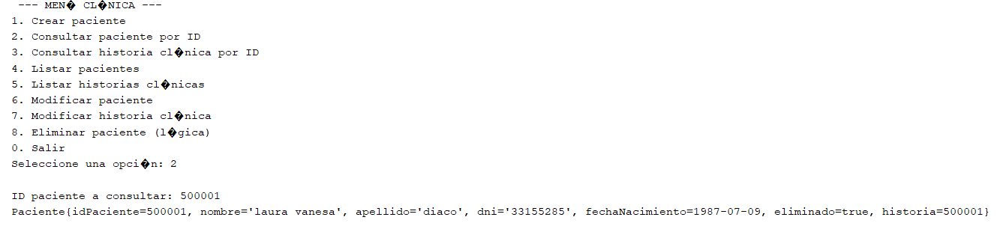 --- MEN� CL�NICA ---
1. Crear paciente
2. Consultar paciente por ID
3. Consultar historia cl�nica por ID
4. Listar pacientes
5. Listar historias cl�nicas
6. Modificar paciente
7. Modificar historia cl�nica
8. Eliminar paciente (l�gica)
0. Salir
Seleccione una opci�n: 2
ID paciente a consultar: 500001
Paciente{idPaciente=500001, nombre='laura vanesa', apellido='diaco', dni='33155285', fechaNacimiento=1987-07-09, eliminado=true, historia=500001}